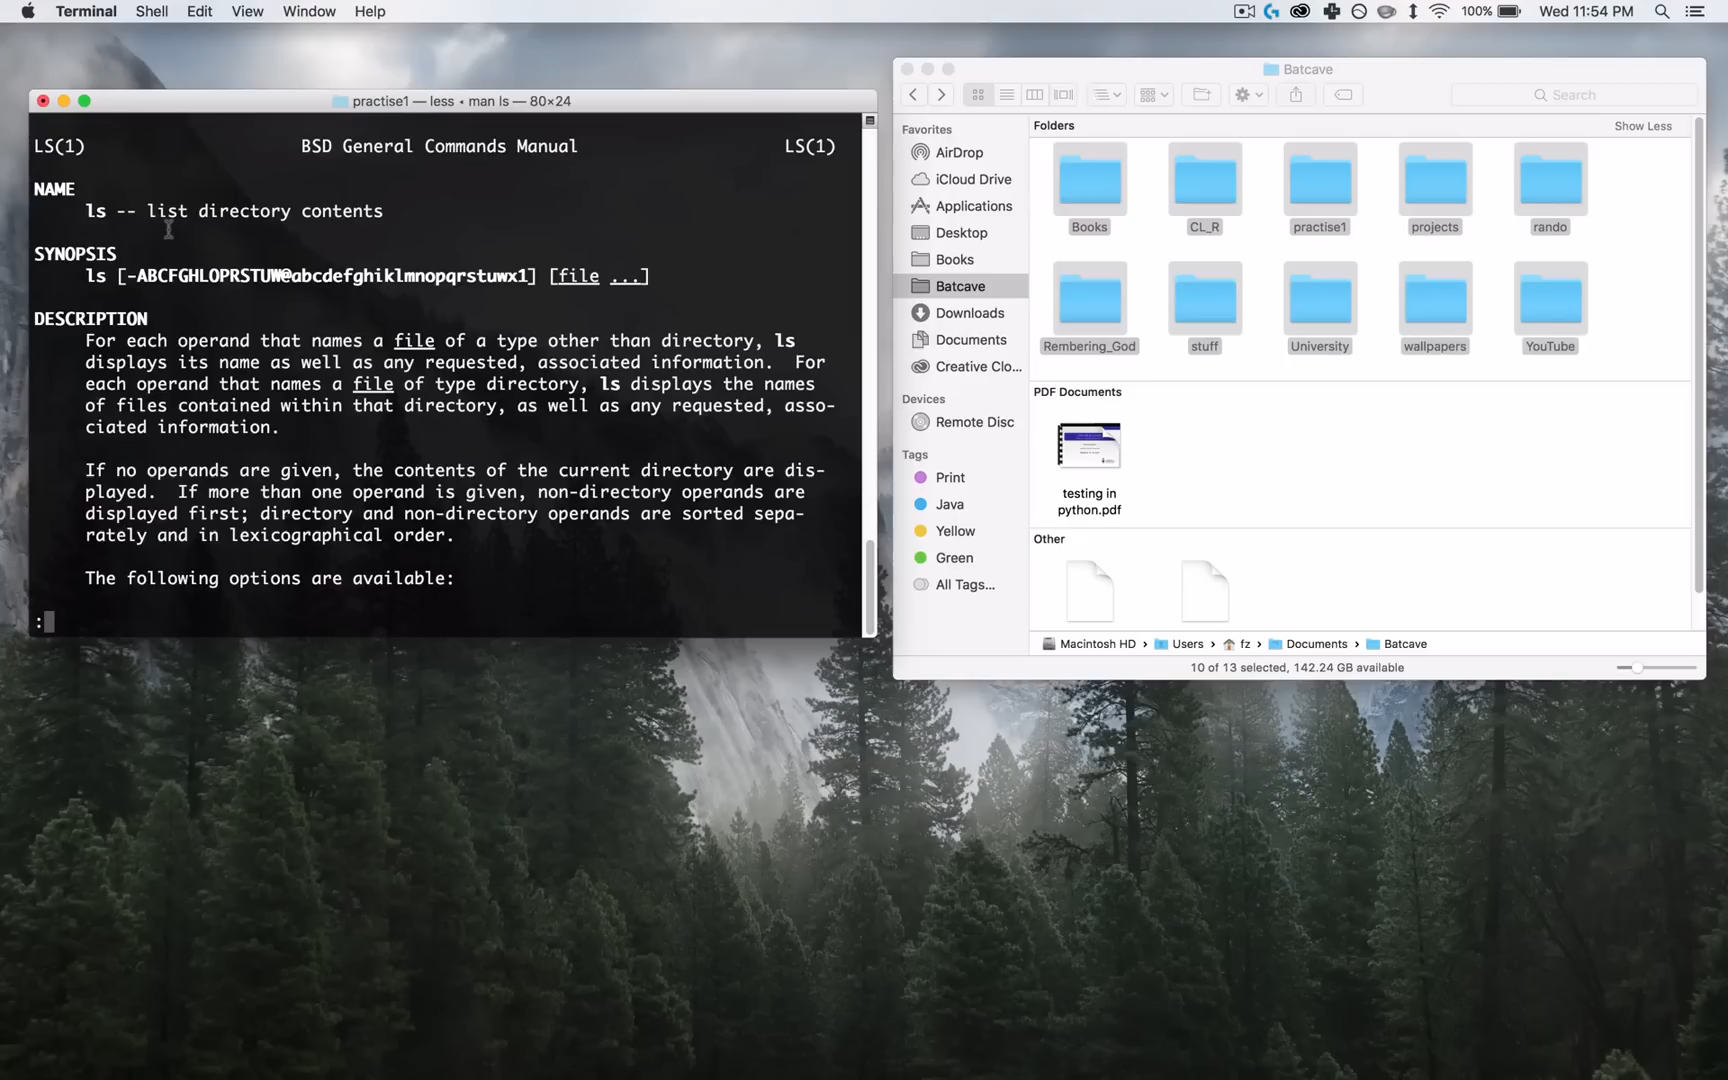 Terminal Shell Edit View Window Help
100% Wed 11:54 PM
practise1 — less • man ls — 80×24
LS(1) BSD General Commands Manual LS(1)
NAME
ls -- list directory contents
SYNOPSIS
ls [-ABCFGHLOPRSTUW@abcdefghiklmnopqrstuwx1] [file ...]
DESCRIPTION
For each operand that names a file of a type other than directory, ls
displays its name as well as any requested, associated information. For
each operand that names a file of type directory, ls displays the names
of files contained within that directory, as well as any requested, asso-
ciated information.
If no operands are given, the contents of the current directory are dis-
played. If more than one operand is given, non-directory operands are
displayed first; directory and non-directory operands are sorted sepa-
rately and in lexicographical order.
The following options are available:
:
Batcave
Search
Favorites
AirDrop
iCloud Drive
Applications
Desktop
Books
Batcave
Downloads
Documents
Creative Clo...
Devices
Remote Disc
Tags
Print
Java
Yellow
Green
All Tags...
Folders Show Less
Books CL_R practise1 projects rando
Rembering_God stuff University wallpapers YouTube
PDF Documents
testing in
python.pdf
Other
Macintosh HD › Users › fz › Documents › Batcave
10 of 13 selected, 142.24 GB available